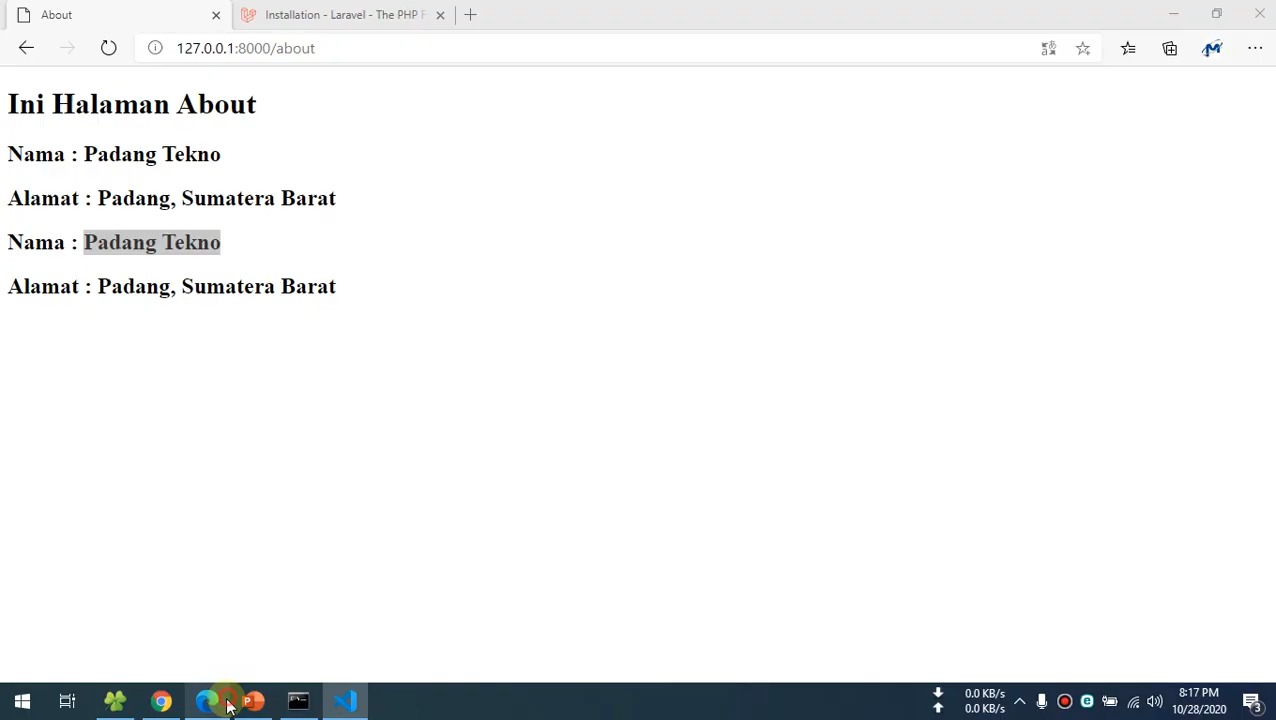 About
Installation - Laravel - The PHP F
127.0.0.1:8000/about
Ini Halaman About
Nama : Padang Tekno
Alamat : Padang, Sumatera Barat
Nama : Padang Tekno
Alamat : Padang, Sumatera Barat
0.0 KB/s
0.0 KB/s
8:17 PM
10/28/2020
3